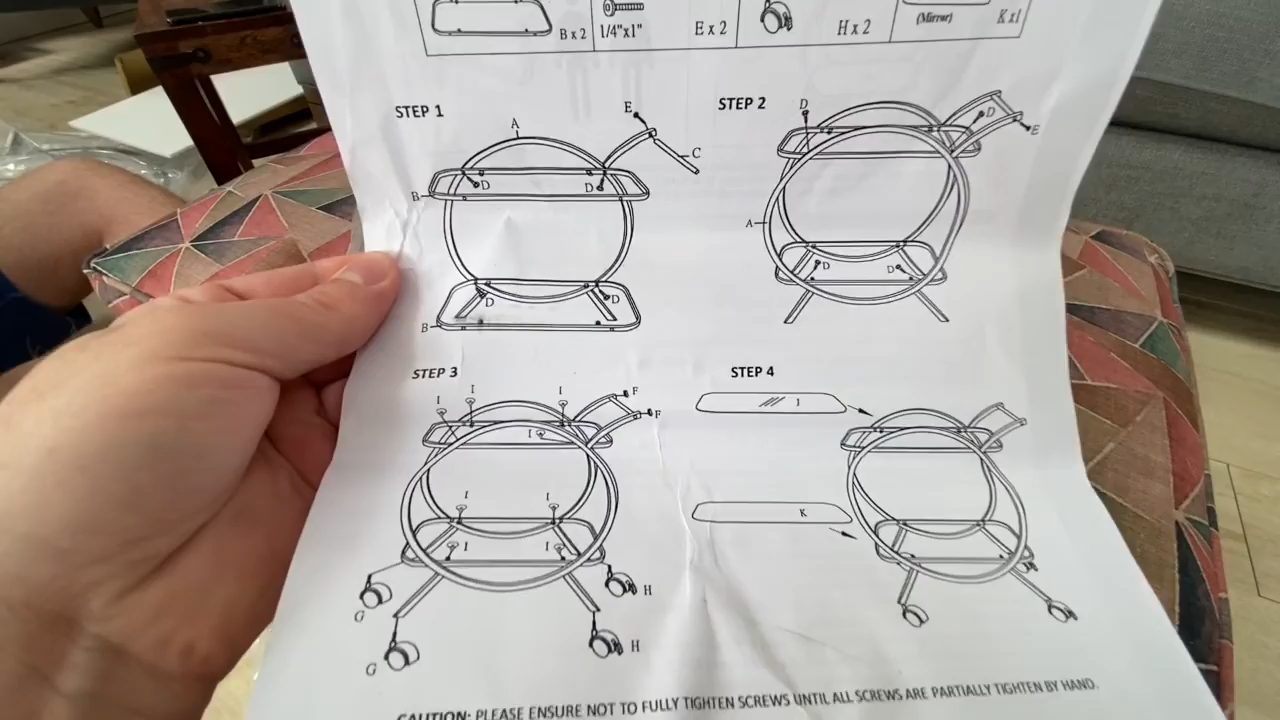 B x 2
1/4"x1"
E x 2
H x 2
(Mirror)
K x 1
STEP 1
A
E
C
B
D
D
D
D
B
STEP 2
D
D
E
A
D
D
STEP 3
I
I
I
F
F
I
I
I
I
I
G
H
G
H
STEP 4
J
K
CAUTION: PLEASE ENSURE NOT TO FULLY TIGHTEN SCREWS UNTIL ALL SCREWS ARE PARTIALLY TIGHTEN BY HAND.